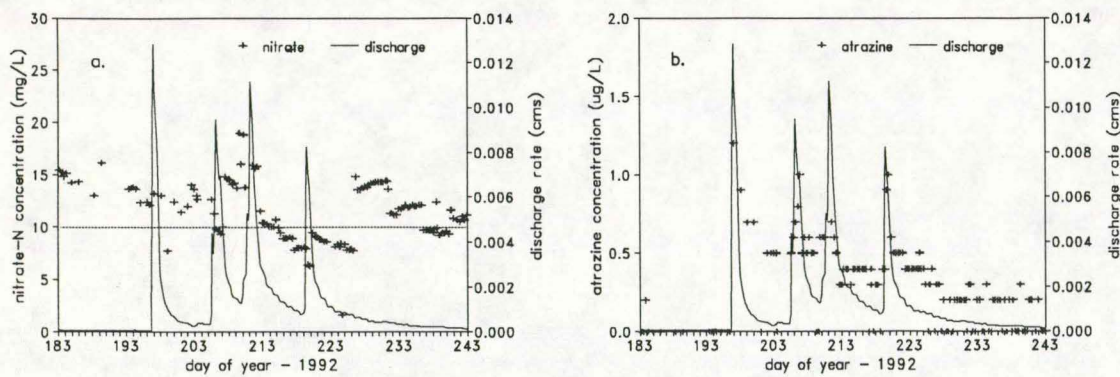 a.
nitrate
discharge
nitrate-N concentration (mg/L)
30
25
20
15
10
5
0
discharge rate (cms)
0.014
0.012
0.010
0.008
0.006
0.004
0.002
0.000
183 193 203 213 223 233 243
day of year - 1992
b.
atrazine
discharge
atrazine concentration (ug/L)
2.0
1.5
1.0
0.5
0.0
discharge rate (cms)
0.014
0.012
0.010
0.008
0.006
0.004
0.002
0.000
183 193 203 213 223 233 243
day of year - 1992